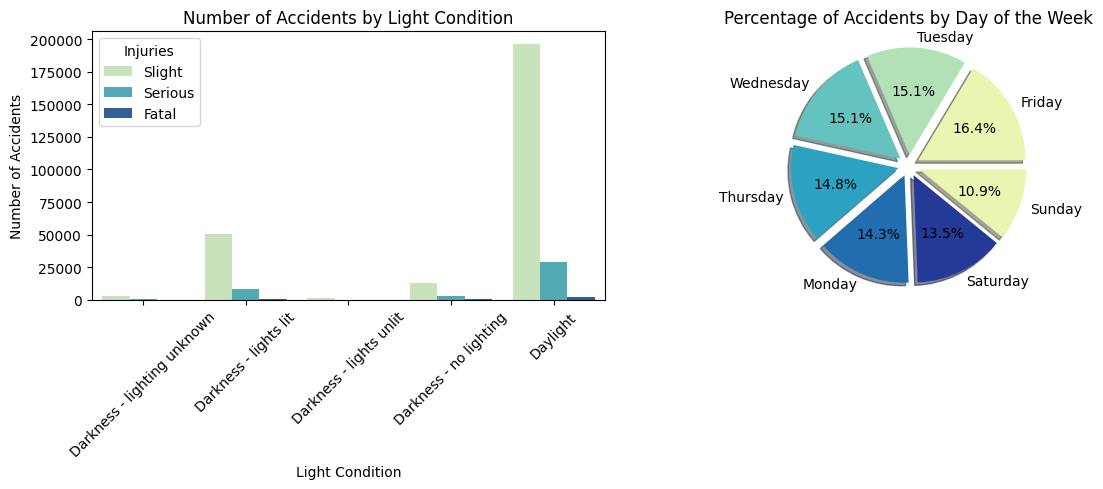 Number of Accidents by Light Condition
Injuries
Slight
Serious
Fatal
Number of Accidents
200000
175000
150000
125000
100000
75000
50000
25000
0
Darkness - lighting unknown
Darkness - lights lit
Darkness - lights unlit
Darkness - no lighting
Daylight
Light Condition
Percentage of Accidents by Day of the Week
Tuesday
15.1%
Wednesday
15.1%
Friday
16.4%
Thursday
14.8%
Sunday
10.9%
Monday
14.3%
Saturday
13.5%